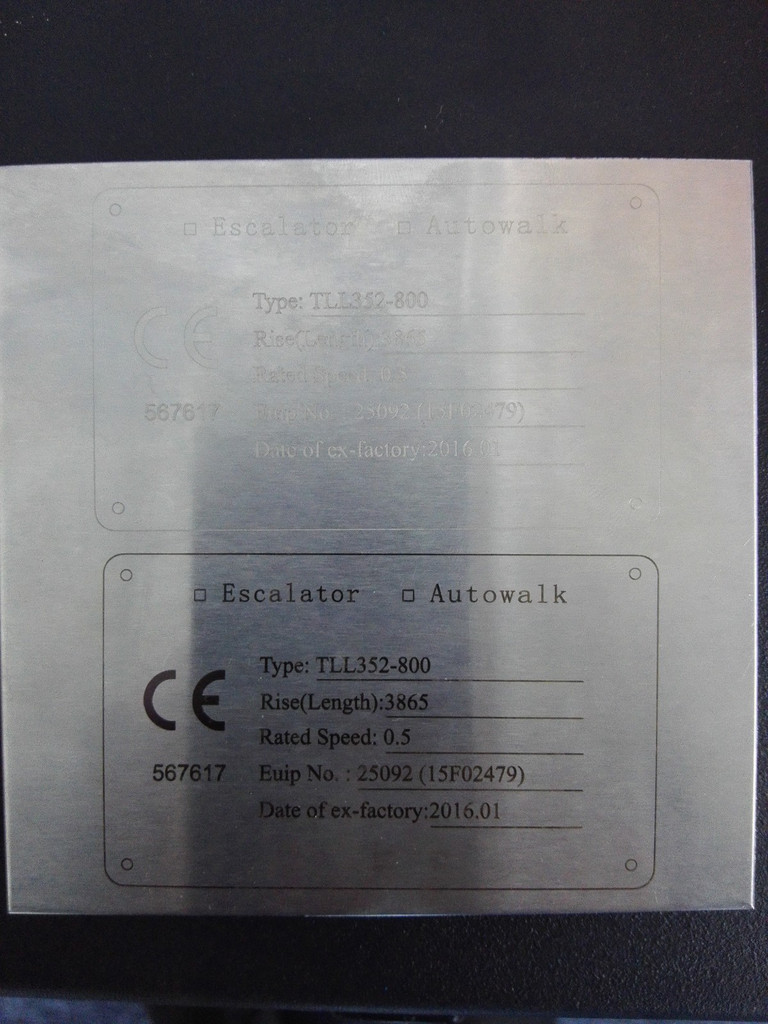 □ Escalator □ Autowalk
Type: TLL352-800
Rise(Length):3865
Rated Speed: 0.5
CE
567617
Euip No. : 25092 (15F02479)
Date of ex-factory:2016.01
□ Escalator □ Autowalk
Type: TLL352-800
Rise(Length):3865
Rated Speed: 0.5
CE
567617
Euip No. : 25092 (15F02479)
Date of ex-factory:2016.01